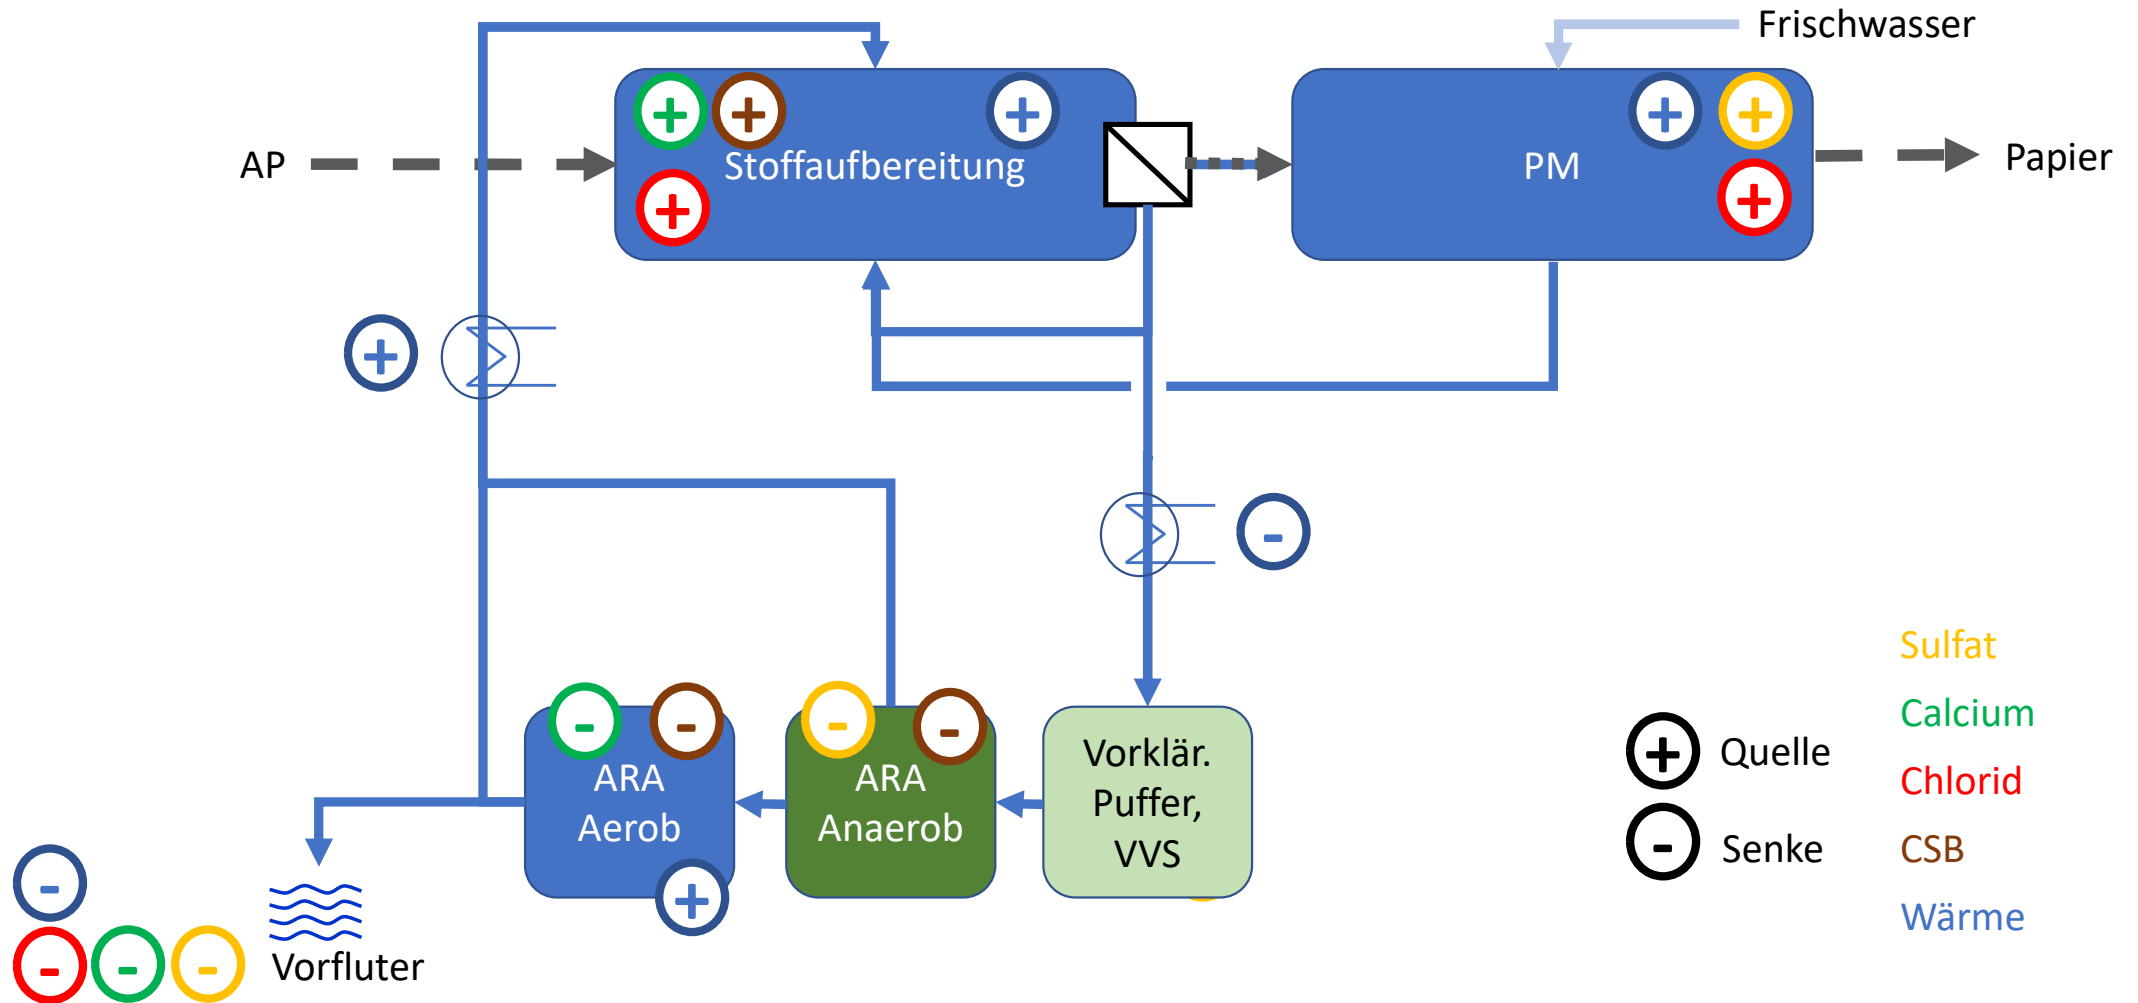 Frischwasser
AP
Stoffaufbereitung
PM
Papier
+
+
+
+
+
+
+
+
-
Sulfat
Calcium
Chlorid
CSB
Wärme
+ Quelle
- Senke
-
-
-
-
ARA
Aerob
+
ARA
Anaerob
Vorklär.
Puffer,
VVS
-
-
-
-
Vorfluter